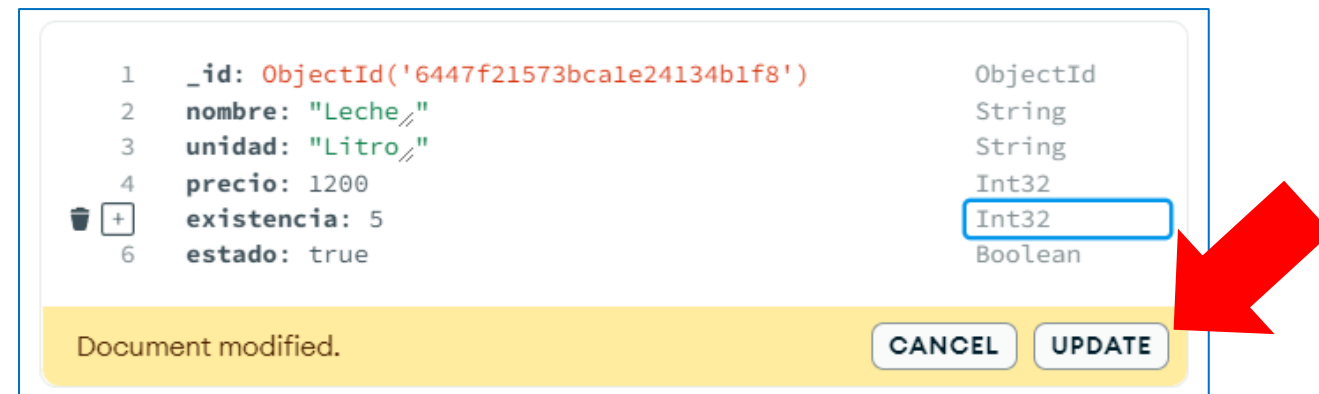 1 _id: ObjectId('6447f21573bca1e24134b1f8') ObjectId
2 nombre: "Leche" String
3 unidad: "Litro" String
4 precio: 1200 Int32
+ existencia: 5 Int32
6 estado: true Boolean
Document modified. CANCEL UPDATE